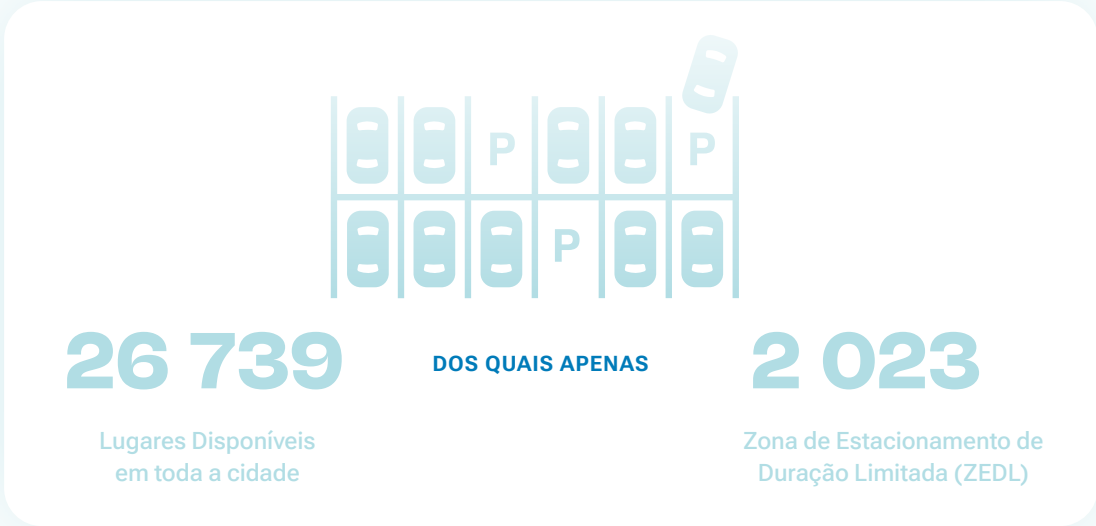 P
P
P
26 739
DOS QUAIS APENAS
2 023
Lugares Disponíveis
em toda a cidade
Zona de Estacionamento de
Duração Limitada (ZEDL)